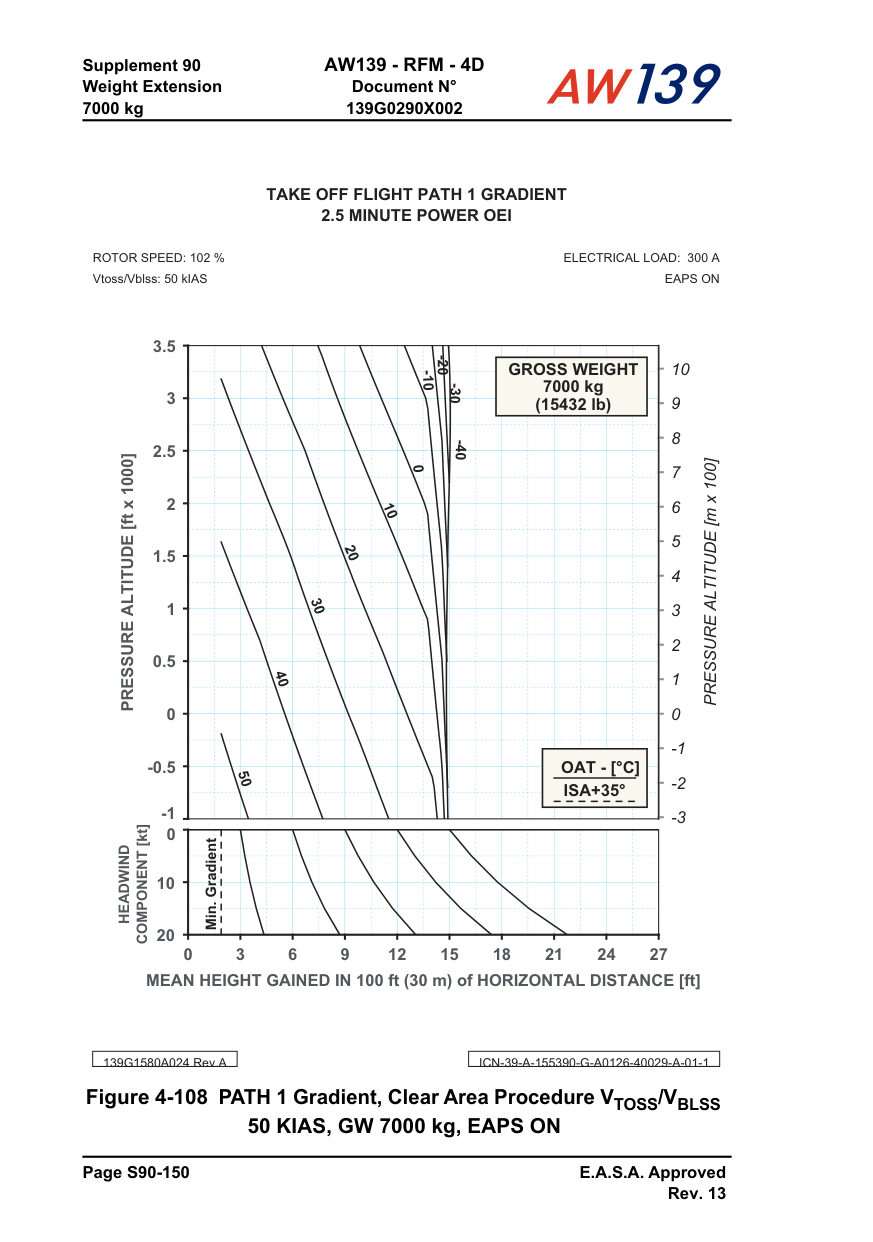 Supplement 90
Weight Extension
7000 kg
AW139 - RFM - 4D
Document N°
139G0290X002
AW139
TAKE OFF FLIGHT PATH 1 GRADIENT
2.5 MINUTE POWER OEI
ROTOR SPEED: 102 %
ELECTRICAL LOAD: 300 A
Vtoss/Vblss: 50 kIAS
EAPS ON
PRESSURE ALTITUDE [ft x 1000]
3.5
3
2.5
2
1.5
1
0.5
0
-0.5
-1
GROSS WEIGHT
7000 kg
(15432 lb)
-10
-20
-30
-40
0
10
20
30
40
50
OAT - [°C]
ISA+35°
10
9
8
7
6
5
4
3
2
1
0
-1
-2
-3
PRESSURE ALTITUDE [m x 100]
HEADWIND
COMPONENT [kt]
0
10
20
Min. Gradient
0 3 6 9 12 15 18 21 24 27
MEAN HEIGHT GAINED IN 100 ft (30 m) of HORIZONTAL DISTANCE [ft]
139G1580A024 Rev A
ICN-39-A-155390-G-A0126-40029-A-01-1
Figure 4-108 PATH 1 Gradient, Clear Area Procedure VTOSS/VBLSS
50 KIAS, GW 7000 kg, EAPS ON
Page S90-150
E.A.S.A. Approved
Rev. 13